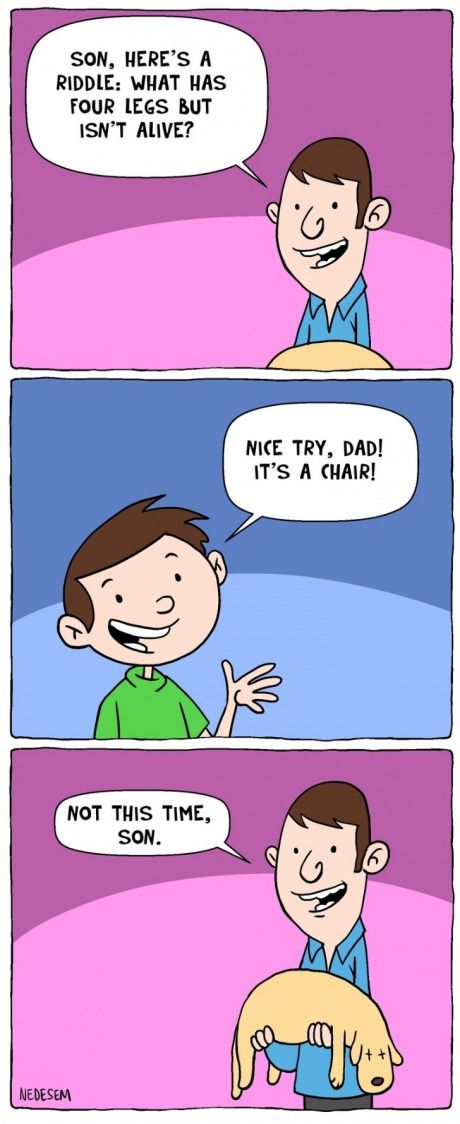 SON, HERE'S A
RIDDLE: WHAT HAS
FOUR LEGS BUT
ISN'T ALIVE?
NICE TRY, DAD!
IT'S A CHAIR!
NOT THIS TIME,
SON.
NEDESEM